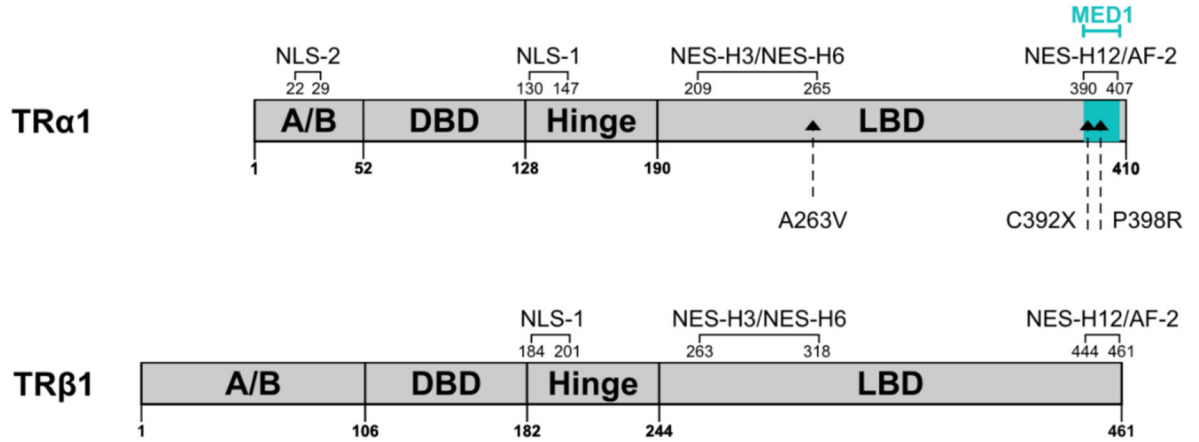 MED1
NLS-2 NLS-1 NES-H3/NES-H6 NES-H12/AF-2
22 29 130 147 209 265 390 407
TRα1 A/B DBD Hinge LBD
1 52 128 190 410
A263V C392X P398R
NLS-1 NES-H3/NES-H6 NES-H12/AF-2
184 201 263 318 444 461
TRβ1 A/B DBD Hinge LBD
1 106 182 244 461